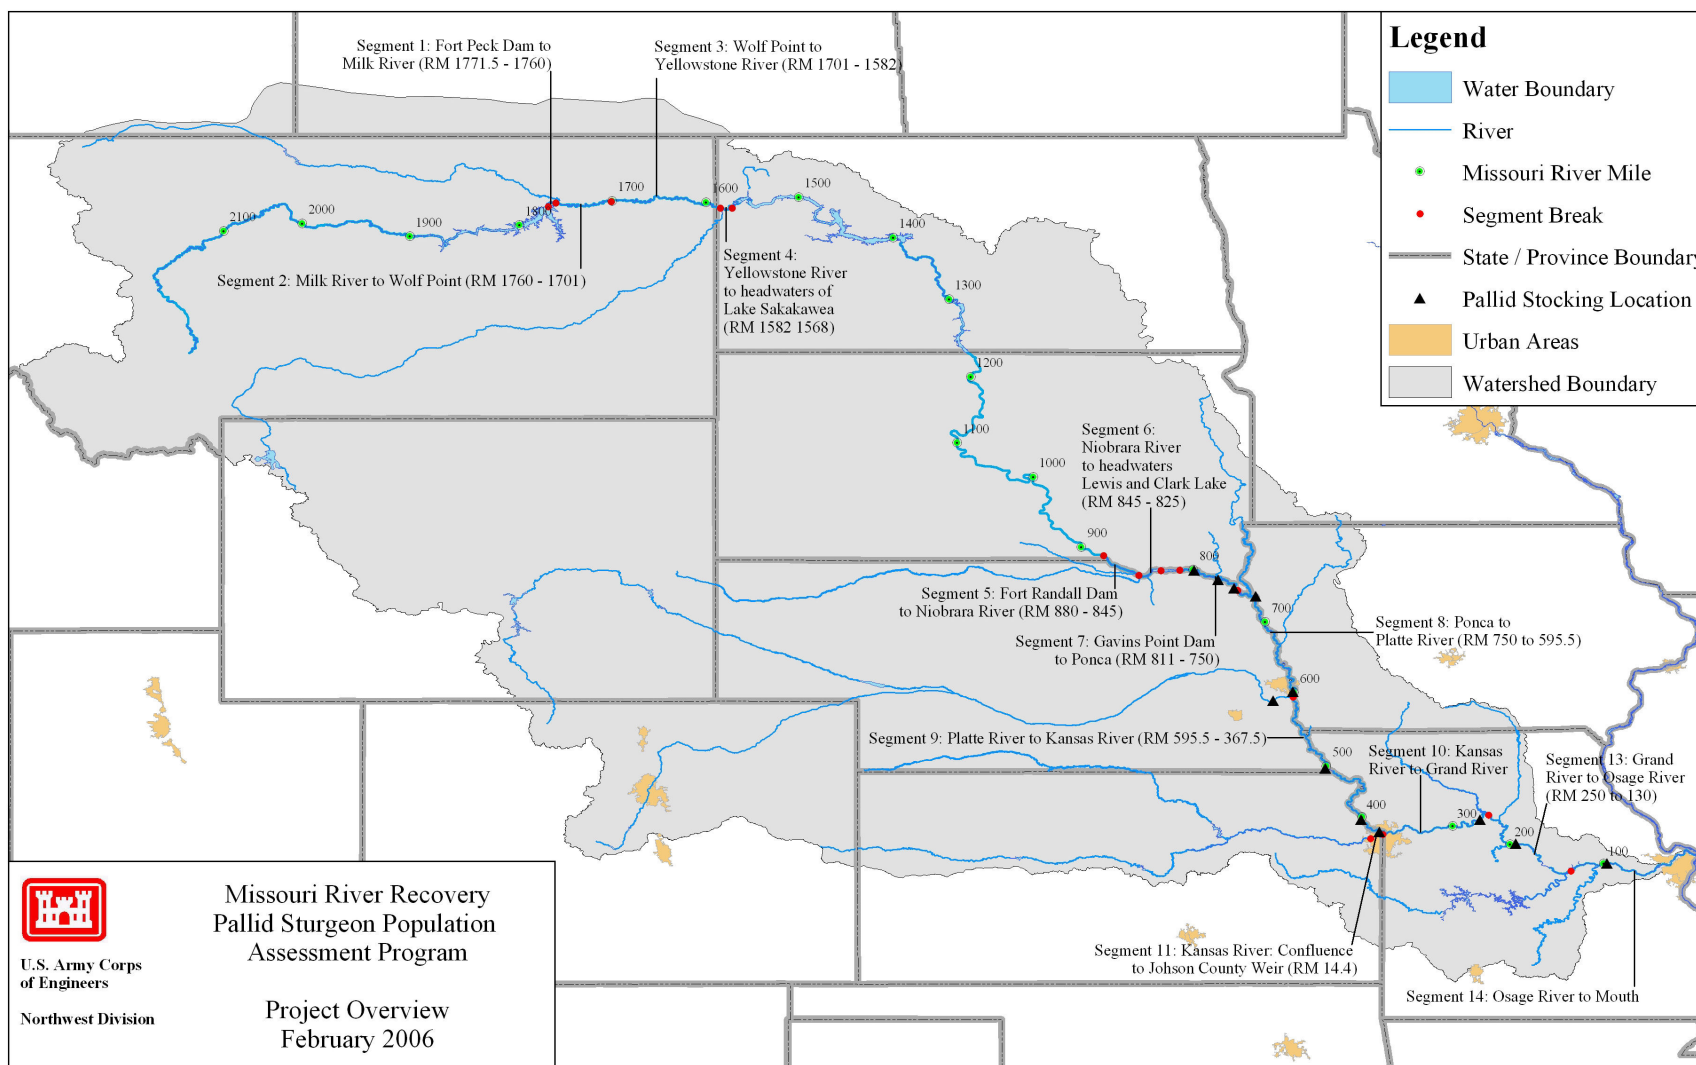 Segment 1: Fort Peck Dam to
Milk River (RM 1771.5 - 1760)
Segment 3: Wolf Point to
Yellowstone River (RM 1701 - 1582)
Legend
Water Boundary
River
Missouri River Mile
Segment Break
State / Province Boundary
Pallid Stocking Location
Urban Areas
Watershed Boundary
2100
2000
1900
1800
1700
1600
1500
1400
1300
1200
1100
1000
900
800
700
600
500
400
300
200
100
Segment 2: Milk River to Wolf Point (RM 1760 - 1701)
Segment 4:
Yellowstone River
to headwaters of
Lake Sakakawea
(RM 1582 1568)
Segment 6:
Niobrara River
to headwaters
Lewis and Clark Lake
(RM 845 - 825)
Segment 5: Fort Randall Dam
to Niobrara River (RM 880 - 845)
Segment 7: Gavins Point Dam
to Ponca (RM 811 - 750)
Segment 8: Ponca to
Platte River (RM 750 to 595.5)
Segment 9: Platte River to Kansas River (RM 595.5 - 367.5)
Segment 10: Kansas
River to Grand River
Segment 13: Grand
River to Osage River
(RM 250 to 130)
Segment 11: Kansas River: Confluence
to Johson County Weir (RM 14.4)
Segment 14: Osage River to Mouth
U.S. Army Corps
of Engineers
Northwest Division
Missouri River Recovery
Pallid Sturgeon Population
Assessment Program
Project Overview
February 2006